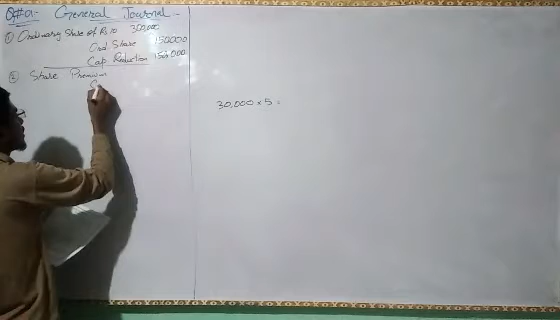 Q#01. General Journal.
① Ordinary Share of Rs 10 300,000
Ord Share 150000
Cap Reduction 150,000
② Share Premium
C
30,000 x 5 =